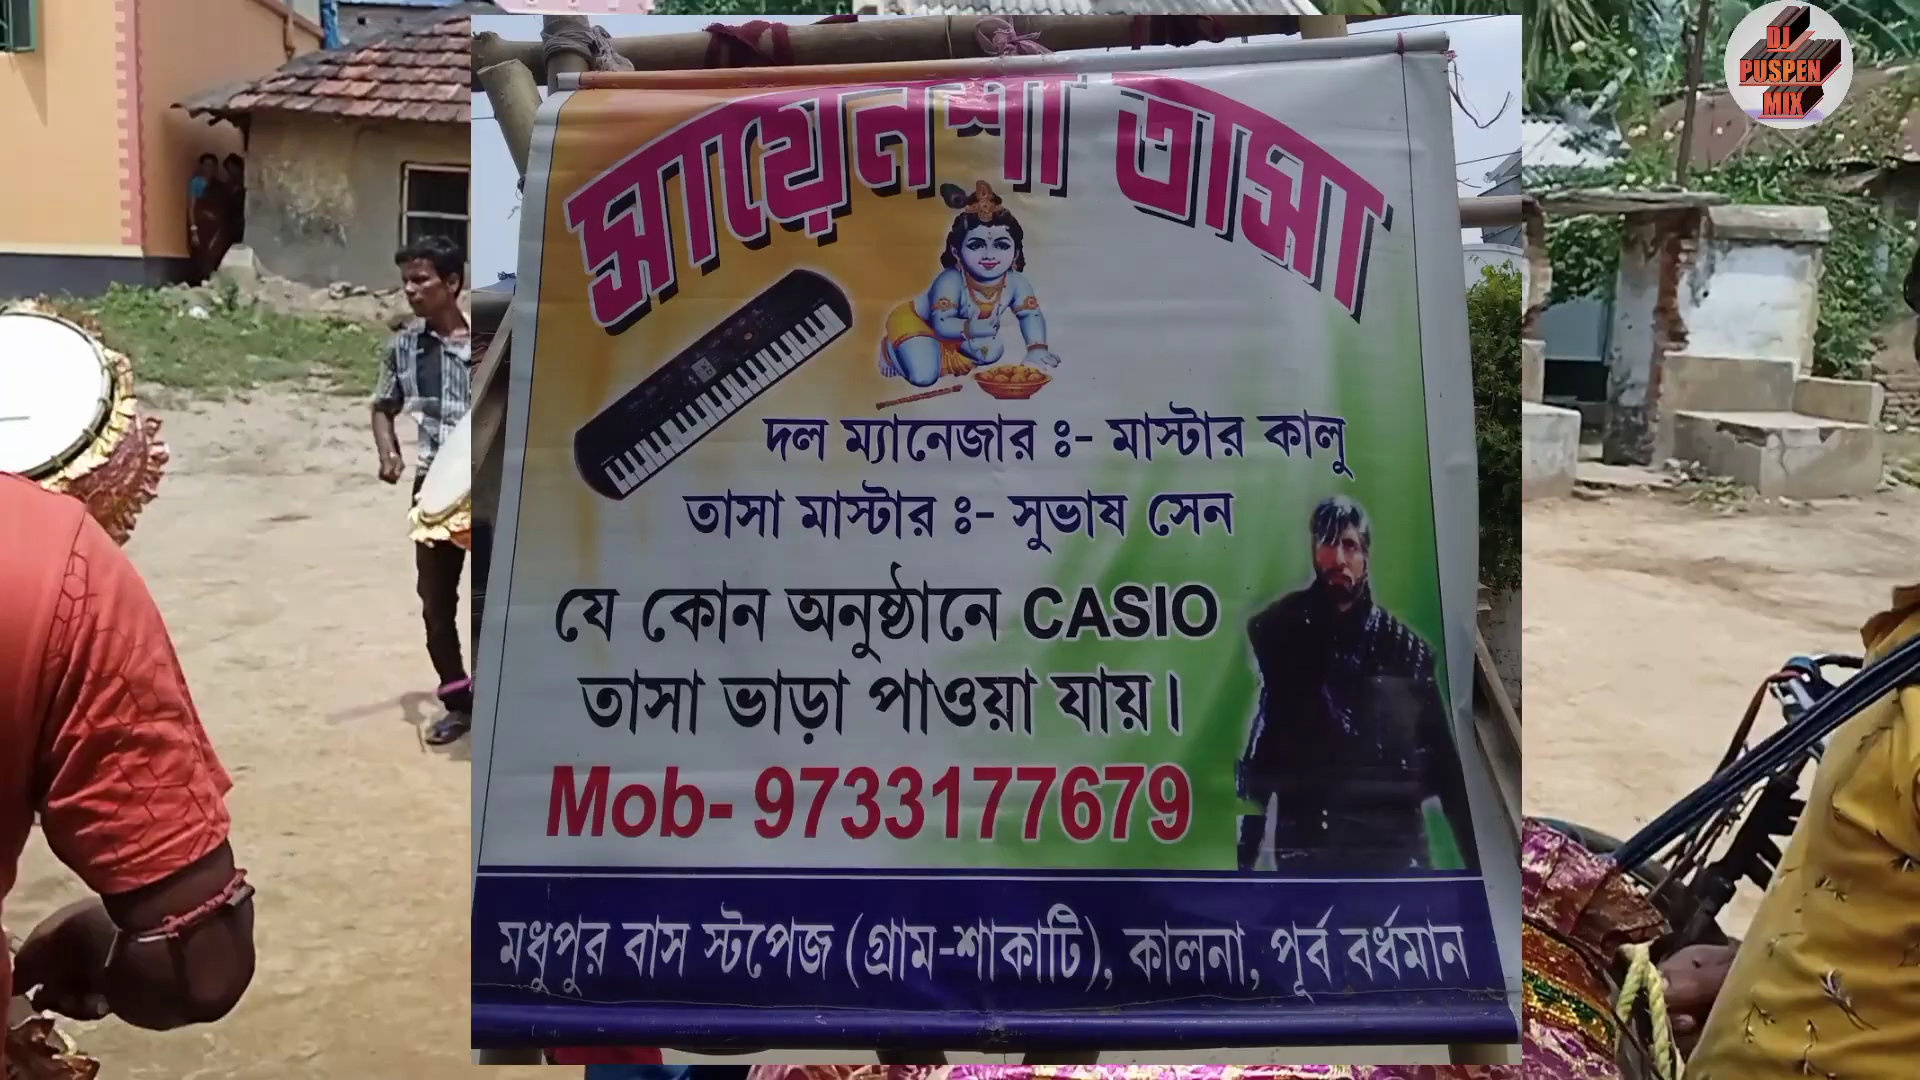 সায়েনশা তাসা
দল ম্যানেজার ঃ- মাস্টার কালু
তাসা মাস্টার ঃ- সুভাষ সেন
যে কোন অনুষ্ঠানে CASIO
তাসা ভাড়া পাওয়া যায়।
Mob- 9733177679
মধুপুর বাস স্টপেজ (গ্রাম-শাকাটি), কালনা, পূর্ব বর্ধমান
DJ
PUSPEN
MIX